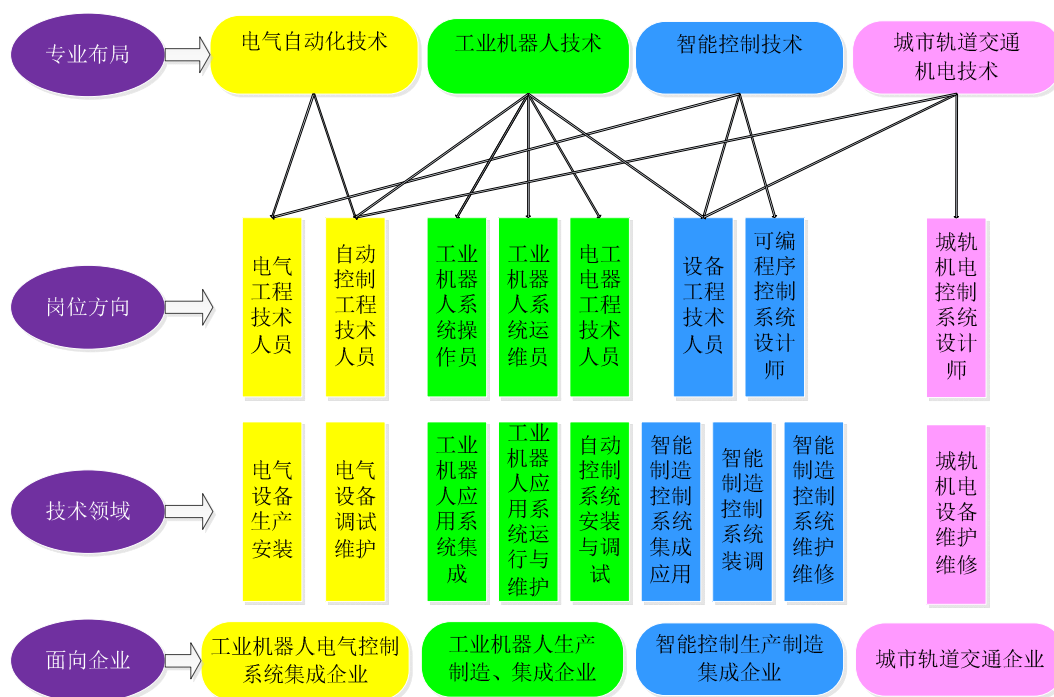 专业布局
电气自动化技术
工业机器人技术
智能控制技术
城市轨道交通
机电技术
岗位方向
电气
工程
技术
人员
自动
控制
工程
技术
人员
工业
机器
人系
统操
作员
工业
机器
人系
统运
维员
电工
电器
工程
技术
人员
设备
工程
技术
人员
可编
程序
控制
系统
设计
师
城轨
机电
控制
系统
设计
师
技术领域
电气
设备
生产
安装
电气
设备
调试
维护
工业
机器
人应
用系
统集
成
工业
机器
人应
用系
统运
行与
维护
自动
控制
系统
安装
与调
试
智能
制造
控制
系统
集成
应用
智能
制造
控制
系统
装调
智能
制造
控制
系统
维护
维修
城轨
机电
设备
维护
维修
面向企业
工业机器人电气控制
系统集成企业
工业机器人生产
制造、集成企业
智能控制生产制造
集成企业
城市轨道交通企业